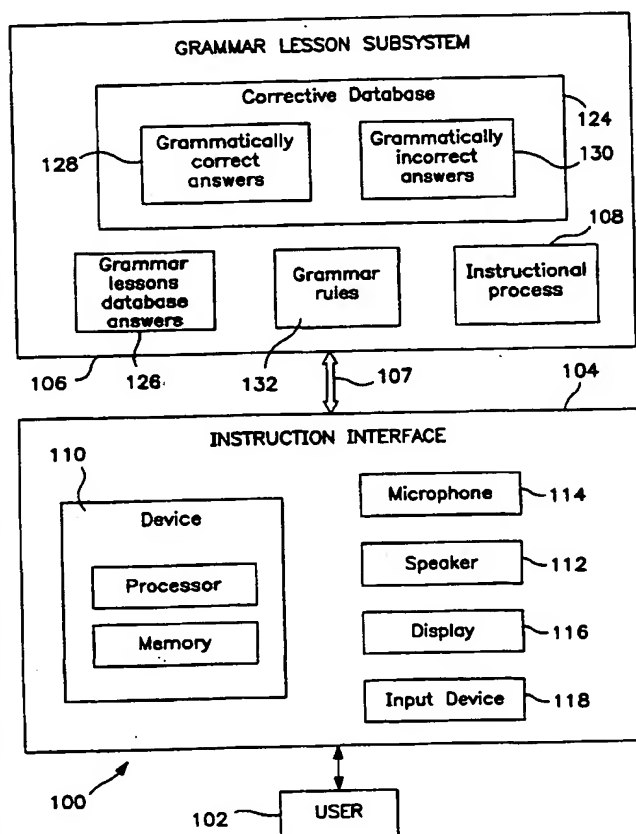 GRAMMAR LESSON SUBSYSTEM
Corrective Database
124
128
Grammatically
correct
answers
Grammatically
incorrect
answers
130
108
Grammar
lessons
database
answers
Grammar
rules
Instructional
process
106
126
132
107
104
INSTRUCTION INTERFACE
110
Device
Processor
Memory
Microphone
114
Speaker
112
Display
116
Input Device
118
100
102
USER